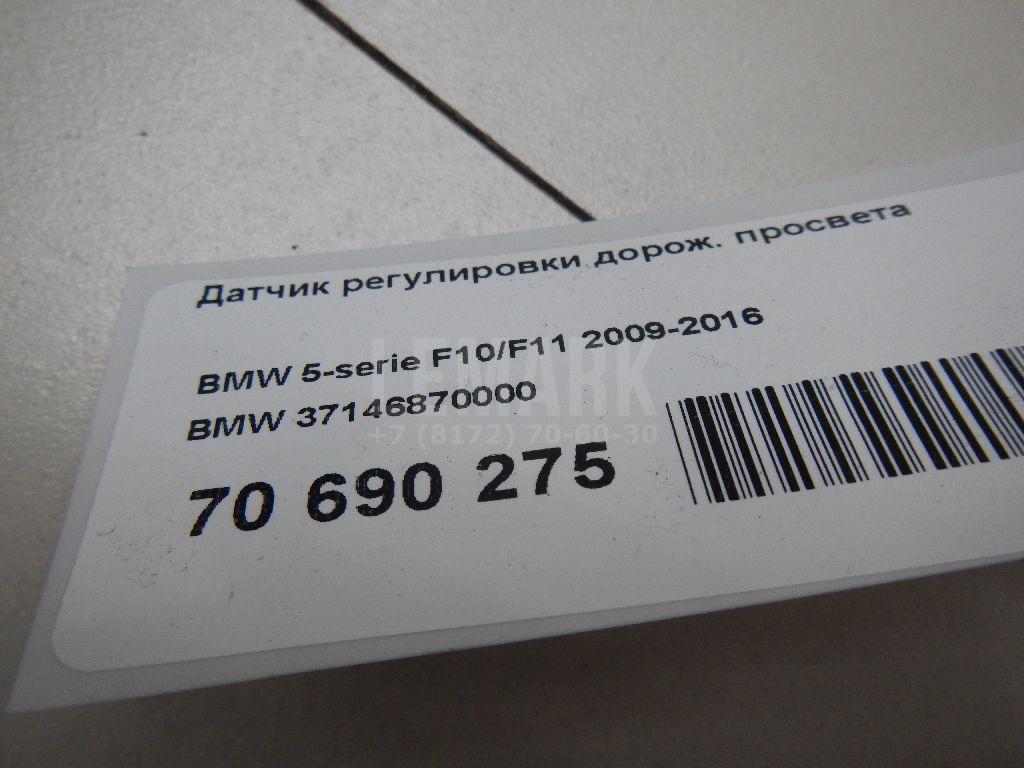 Датчик регулировки дорож. просвета
BMW 5-serie F10/F11 2009-2016
BMW 37146870000
70 690 275
LEMARK
+7 (8172) 70-60-30